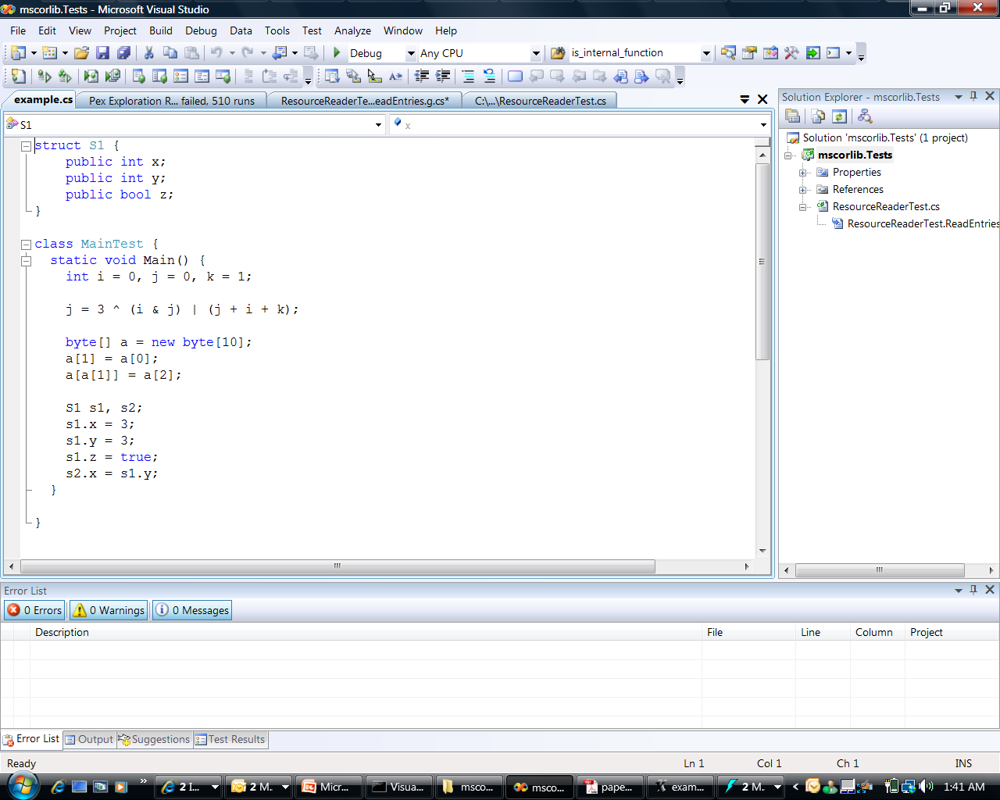 mscorlib.Tests - Microsoft Visual Studio
File Edit View Project Build Debug Data Tools Test Analyze Window Help
Debug Any CPU is_internal_function
example.cs Pex Exploration R... failed, 510 runs ResourceReaderTe...eadEntries.g.cs* C:\...\ResourceReaderTest.cs
S1 x
struct S1 {
public int x;
public int y;
public bool z;
}
class MainTest {
static void Main() {
int i = 0, j = 0, k = 1;
j = 3 ^ (i & j) | (j + i + k);
byte[] a = new byte[10];
a[1] = a[0];
a[a[1]] = a[2];
S1 s1, s2;
s1.x = 3;
s1.y = 3;
s1.z = true;
s2.x = s1.y;
}
}
Solution Explorer - mscorlib.Tests
Solution 'mscorlib.Tests' (1 project)
mscorlib.Tests
Properties
References
ResourceReaderTest.cs
ResourceReaderTest.ReadEntries
Error List
0 Errors 0 Warnings 0 Messages
Description File Line Column Project
Error List Output Suggestions Test Results
Ready Ln 1 Col 1 Ch 1 INS
2 I... 2 M... Micr... Visua... msco... msco... pape... exam... 2 M... 1:41 AM